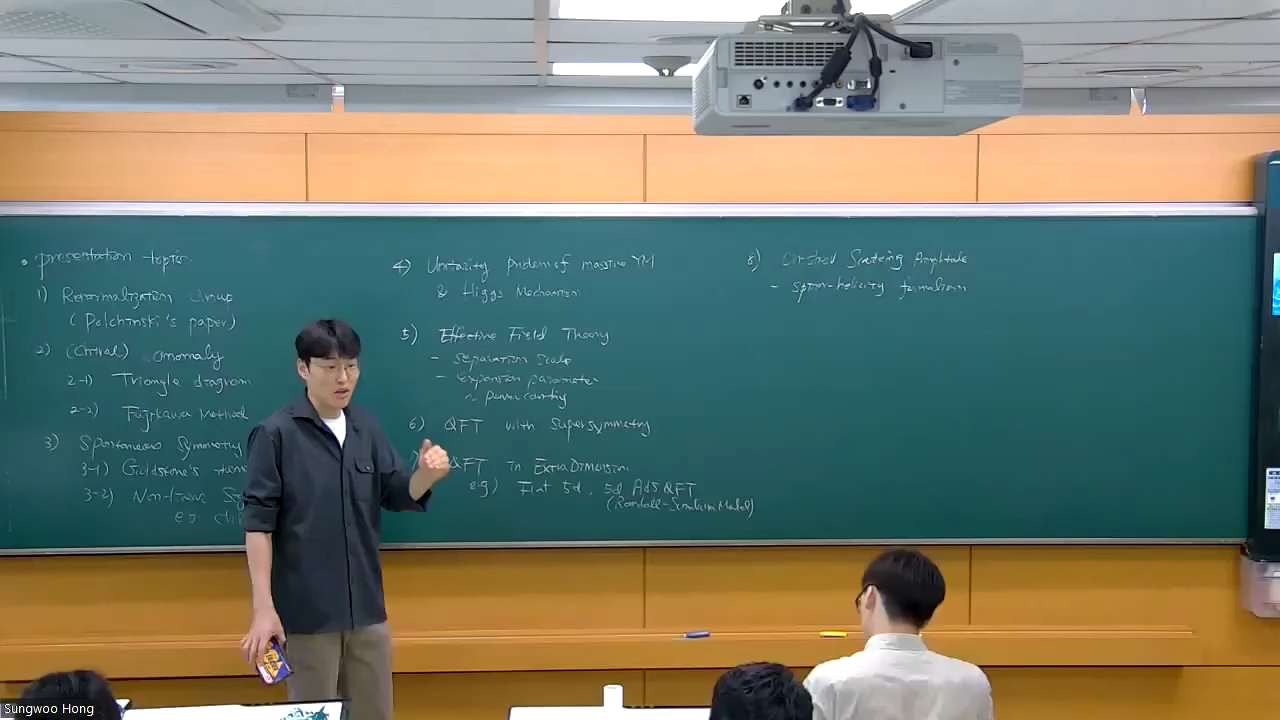 • presentation topic.
1) Renormalization Group
(Polchinski's paper)
2) (Chiral) anomaly
2-1) Triangle diagram
2-2) Fujikawa Method
3) Spontaneous Symmetry
3-1) Goldstone's
3-2) Non-linear
e.g.
4) Unitarity problem of massive YM
& Higgs Mechanism
5) Effective Field Theory
- Separation Scale
- expansion parameter
~ power counting
6) QFT with Supersymmetry
QFT in Extra Dimension
e.g) Flat 5d, 5d AdS QFT
(Randall-Sundrum Model)
8) On-shell Scattering Amplitude
- spinor-helicity formalism
Sungwoo Hong